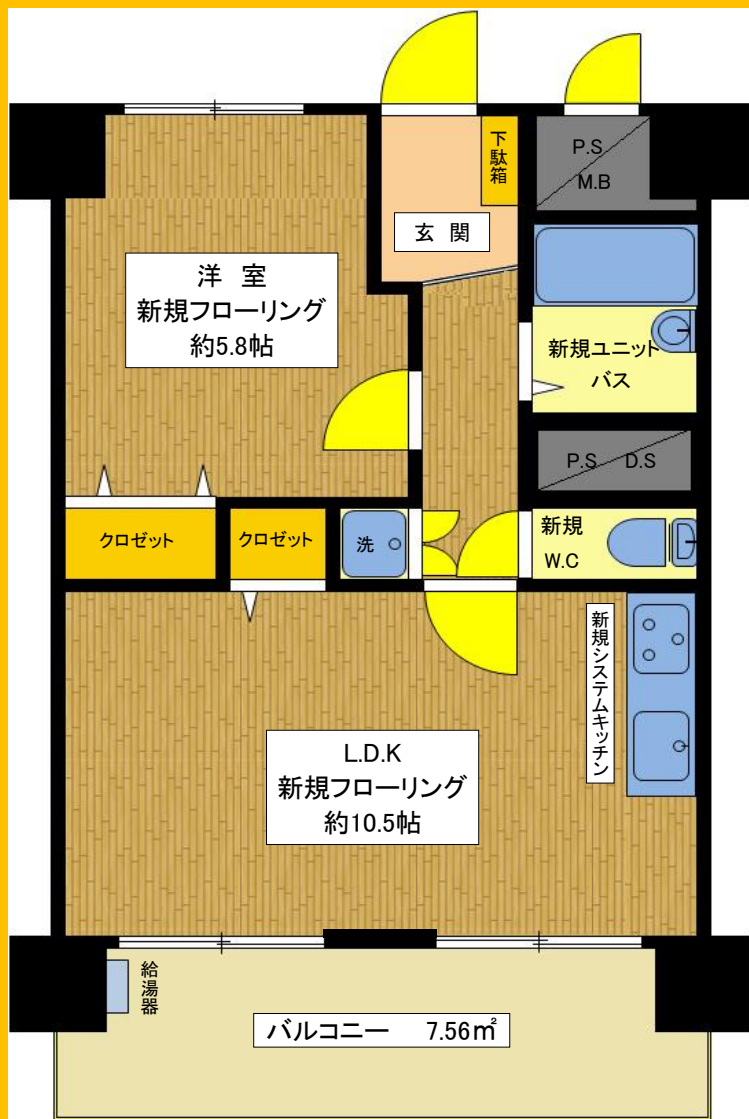 下駄箱
P.S
M.B
玄　関
洋　室
新規フローリング
約5.8帖
新規ユニット
バス
P.S　D.S
クロゼット
クロゼット
洗
新規
W.C
新規システムキッチン
L.D.K
新規フローリング
約10.5帖
給湯器
バルコニー　7.56㎡